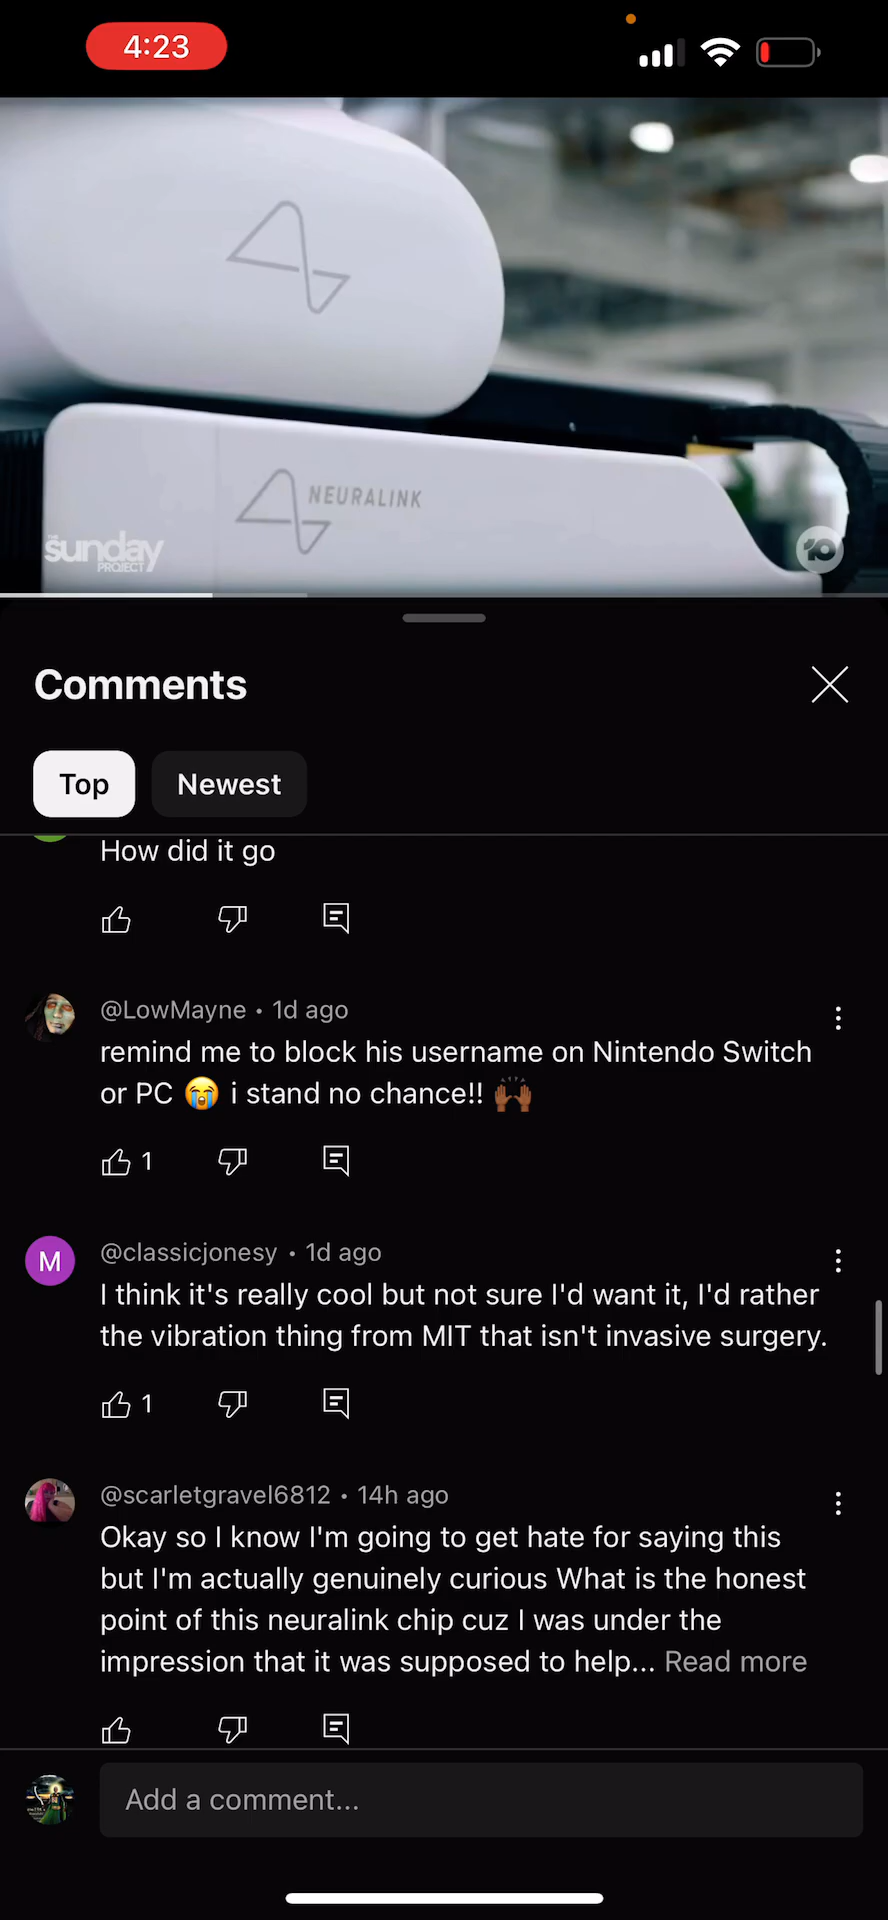 4:23
NEURALINK
THE
sunday
PROJECT
10
Comments
Top
Newest
How did it go
@LowMayne • 1d ago
remind me to block his username on Nintendo Switch
or PC 😭 i stand no chance!! 🙌🏾
1
M
@classicjonesy • 1d ago
I think it's really cool but not sure I'd want it, I'd rather
the vibration thing from MIT that isn't invasive surgery.
1
@scarletgravel6812 • 14h ago
Okay so I know I'm going to get hate for saying this
but I'm actually genuinely curious What is the honest
point of this neuralink chip cuz I was under the
impression that it was supposed to help... Read more
Add a comment...